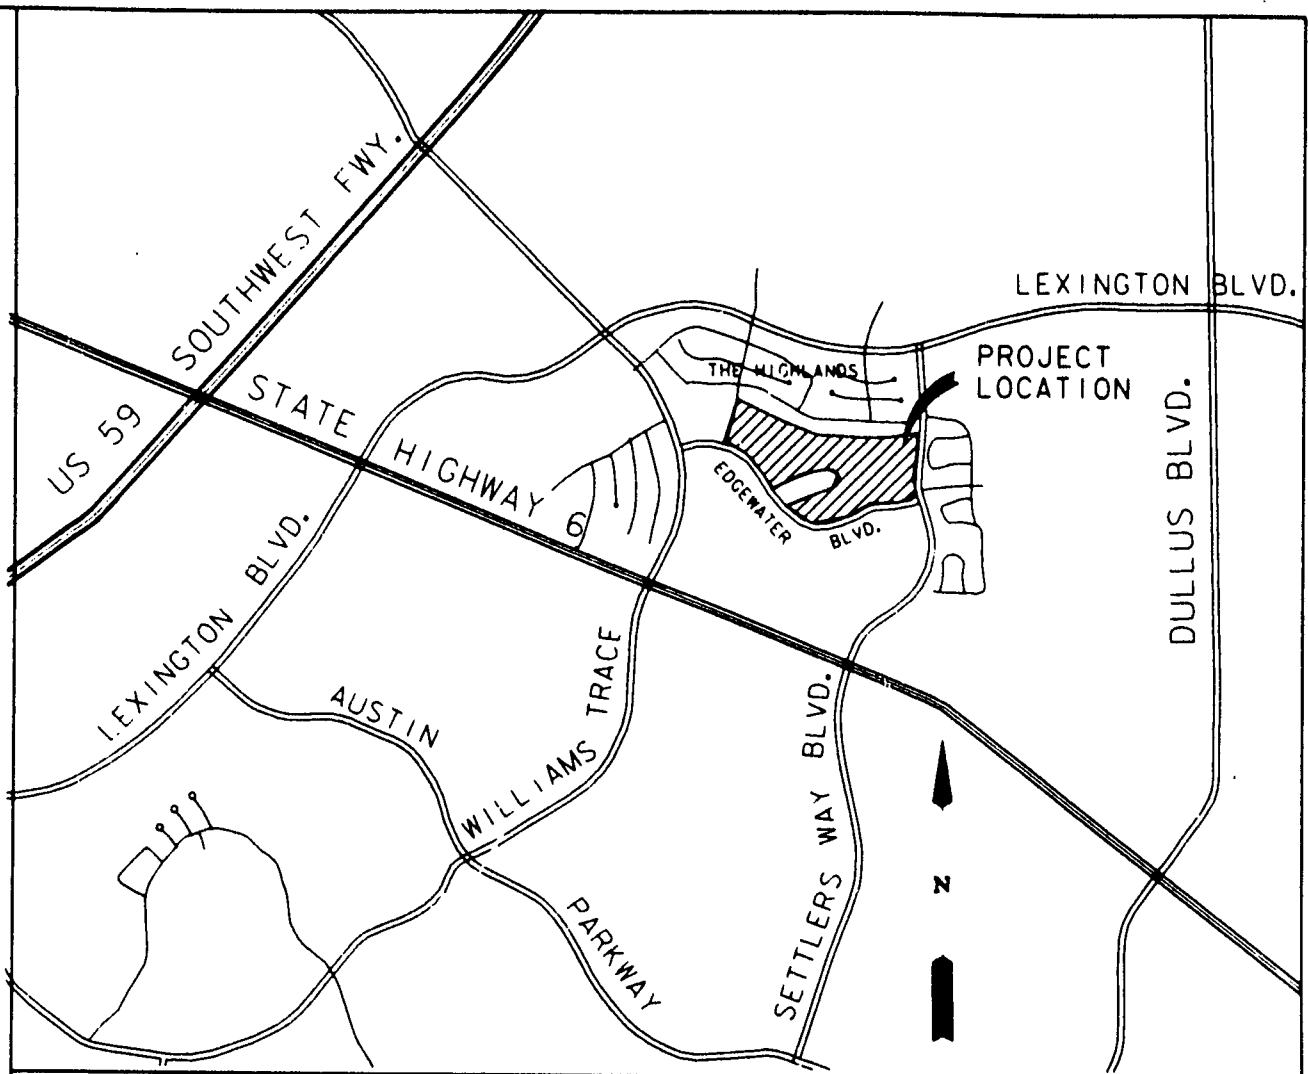 SOUTHWEST FWY.
US 59
STATE HIGHWAY 6
LEXINGTON BLVD.
THE HIGHLANDS
PROJECT
LOCATION
EDGEWATER BLVD.
DULLUS BLVD.
LEXINGTON BLVD.
AUSTIN PARKWAY
WILLIAMS TRACE
SETTLERS WAY BLVD.
N